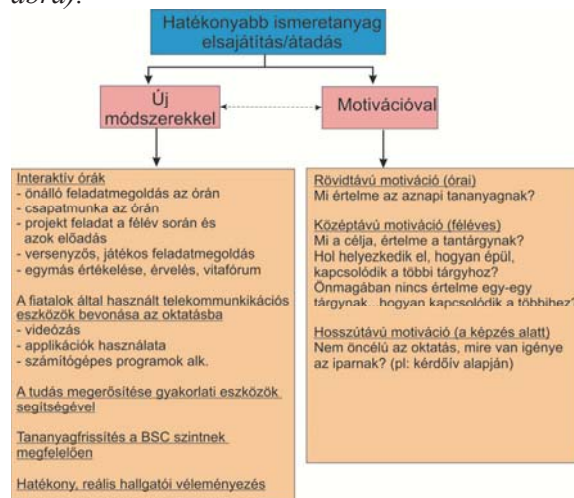 ábra).
Hatékonyabb ismeretanyag
elsajátítás/átadás
Új
módszerekkel
Motivációval
Interaktív órák
- önálló feladatmegoldás az órán
- csapatmunka az órán
- projekt feladat a félév során és
azok előadás
- versenyzős, játékos feladatmegoldás
- egymás értékelése, érvelés, vitafórum
A fiatalok által használt telekommunkikációs
eszközök bevonása az oktatásba
- videózás
- applikációk használata
- számítógépes programok alk.
A tudás megerősítése gyakorlati eszközök
segítségével
Tananyagfrissítés a BSC szintnek
megfelelően
Hatékony, reális hallgatói véleményezés
Rövidtávú motiváció (órai)
Mi értelme az aznapi tananyagnak?
Középtávú motiváció (féléves)
Mi a célja, értelme a tantárgynak?
Hol helyezkedik el, hogyan épül,
kapcsolódik a többi tárgyhoz?
Önmagában nincs értelme egy-egy
tárgynak, hogyan kapcsolódik a többihez?
Hosszútávú motiváció (a képzés alatt)
Nem öncélú az oktatás, mire van igénye
az iparnak? (pl: kérdőív alapján)